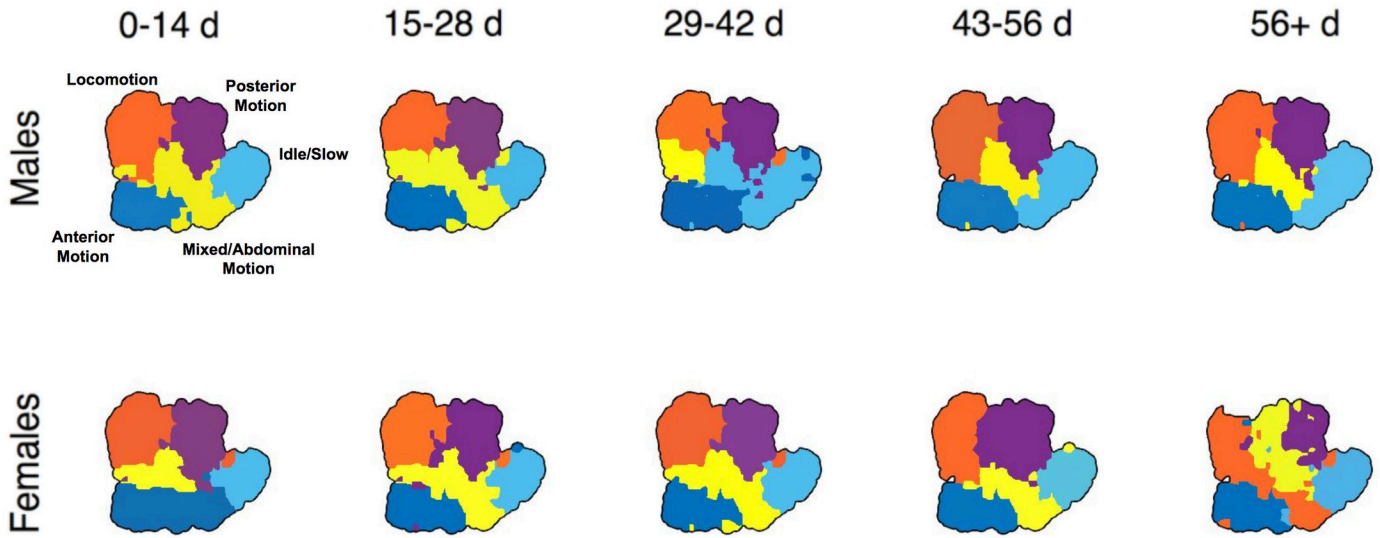 0-14 d
15-28 d
29-42 d
43-56 d
56+ d
Males
Locomotion
Posterior
Motion
Idle/Slow
Anterior
Motion
Mixed/Abdominal
Motion
Females